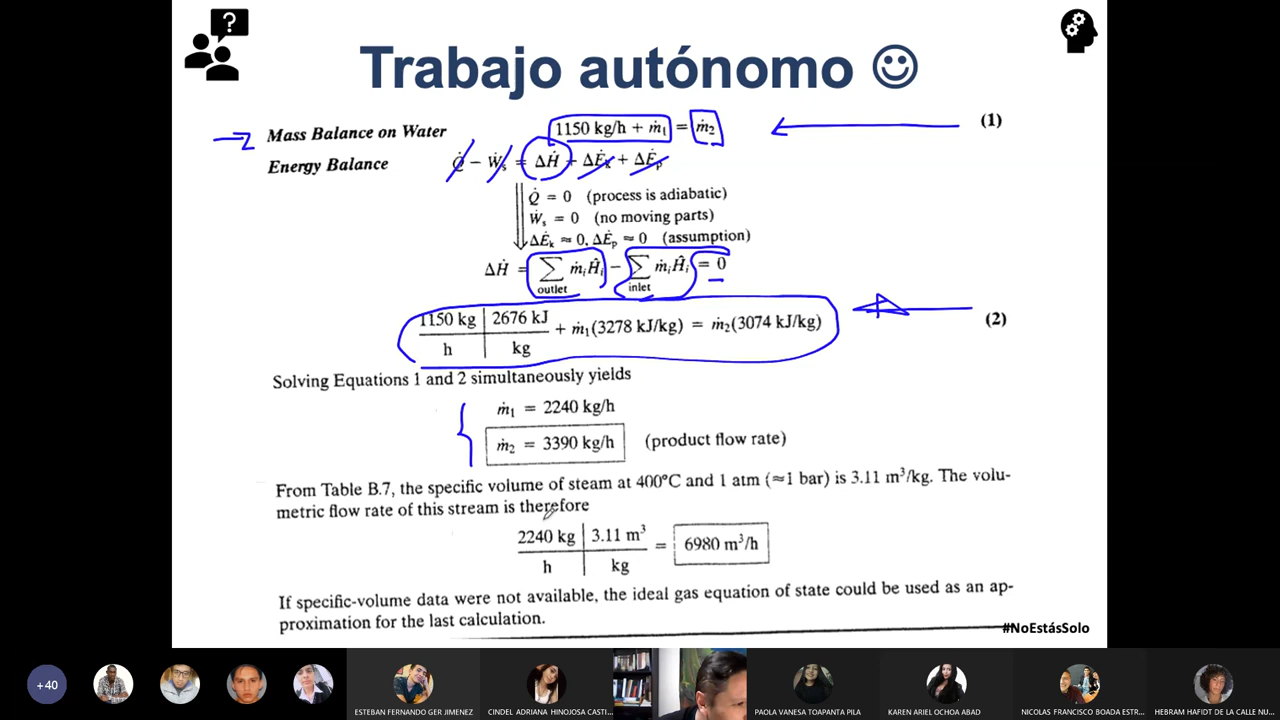 Trabajo autónomo
Mass Balance on Water 1150 kg/h + ṁ₁ = ṁ₂ (1)
Energy Balance Q̇ − Ẇs = ΔḢ + ΔĖk + ΔĖp
Q̇ = 0 (process is adiabatic)
Ẇs = 0 (no moving parts)
ΔĖk ≈ 0, ΔĖp ≈ 0 (assumption)
ΔḢ = ∑ ṁiĤi − ∑ ṁiĤi = 0
outlet inlet
1150 kg | 2676 kJ + ṁ₁(3278 kJ/kg) = ṁ₂(3074 kJ/kg) (2)
h | kg
Solving Equations 1 and 2 simultaneously yields
ṁ₁ = 2240 kg/h
ṁ₂ = 3390 kg/h (product flow rate)
From Table B.7, the specific volume of steam at 400°C and 1 atm (≈1 bar) is 3.11 m³/kg. The volu-
metric flow rate of this stream is therefore
2240 kg | 3.11 m³ = 6980 m³/h
h | kg
If specific-volume data were not available, the ideal gas equation of state could be used as an ap-
proximation for the last calculation.
#NoEstásSolo
+40
ESTEBAN FERNANDO GER JIMENEZ
CINDEL ADRIANA HINOJOSA CASTI...
PAOLA VANESA TOAPANTA PILA
KAREN ARIEL OCHOA ABAD
NICOLAS FRANCISCO BOADA ESTR...
HEBRAM HAFIDT DE LA CALLE NU...